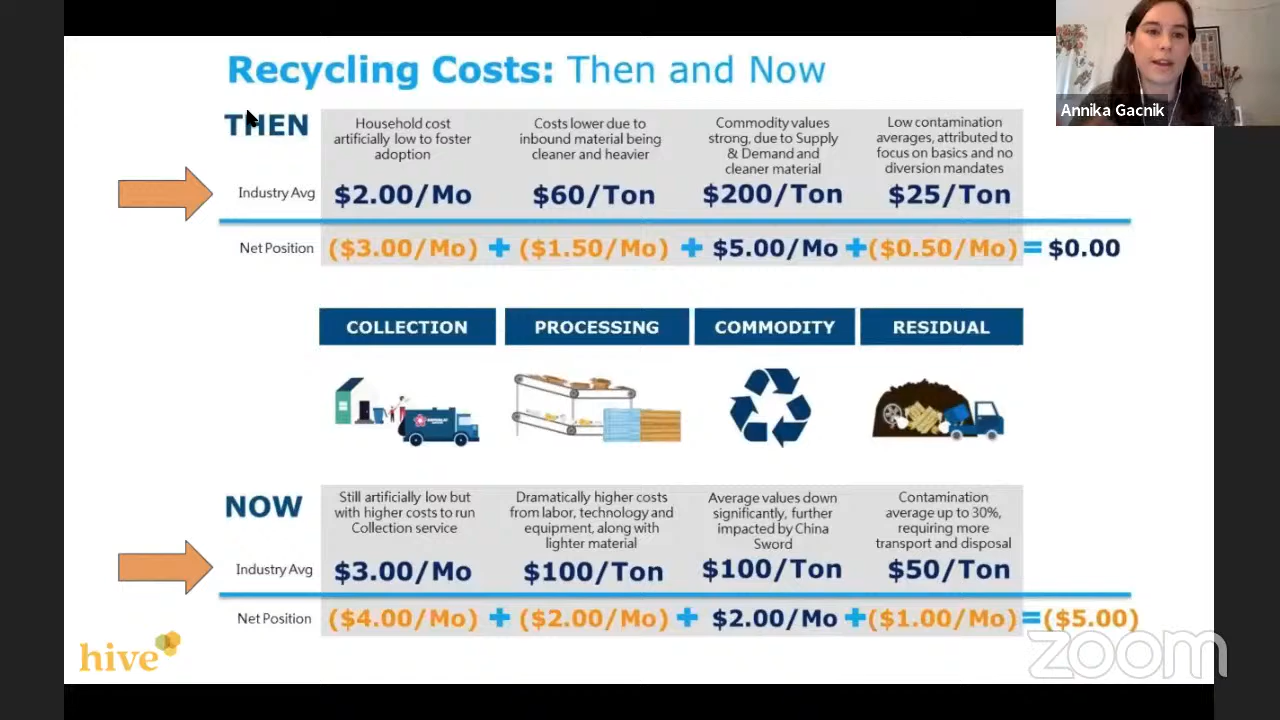 Recycling Costs: Then and Now
Annika Gacnik
THEN
Household cost
artificially low to foster
adoption
Costs lower due to
inbound material being
cleaner and heavier
Commodity values
strong, due to Supply
& Demand and
cleaner material
Low contamination
averages, attributed to
focus on basics and no
diversion mandates
Industry Avg
$2.00/Mo
$60/Ton
$200/Ton
$25/Ton
Net Position
($3.00/Mo) + ($1.50/Mo) + $5.00/Mo + ($0.50/Mo) = $0.00
COLLECTION
PROCESSING
COMMODITY
RESIDUAL
NOW
Still artificially low but
with higher costs to run
Collection service
Dramatically higher costs
from labor, technology and
equipment, along with
lighter material
Average values down
significantly, further
impacted by China
Sword
Contamination
average up to 30%,
requiring more
transport and disposal
Industry Avg
$3.00/Mo
$100/Ton
$100/Ton
$50/Ton
Net Position
($4.00/Mo) + ($2.00/Mo) + $2.00/Mo + ($1.00/Mo) = ($5.00)
hive
zoom